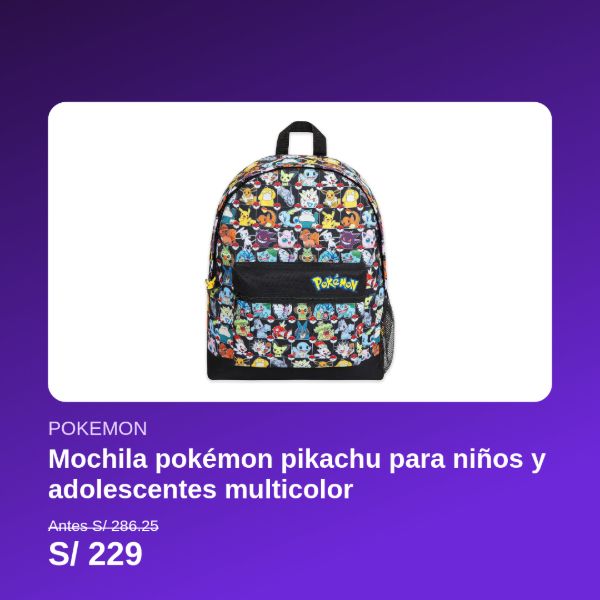 Pokémon
POKEMON
Mochila pokémon pikachu para niños y
adolescentes multicolor
Antes S/ 286.25
S/ 229